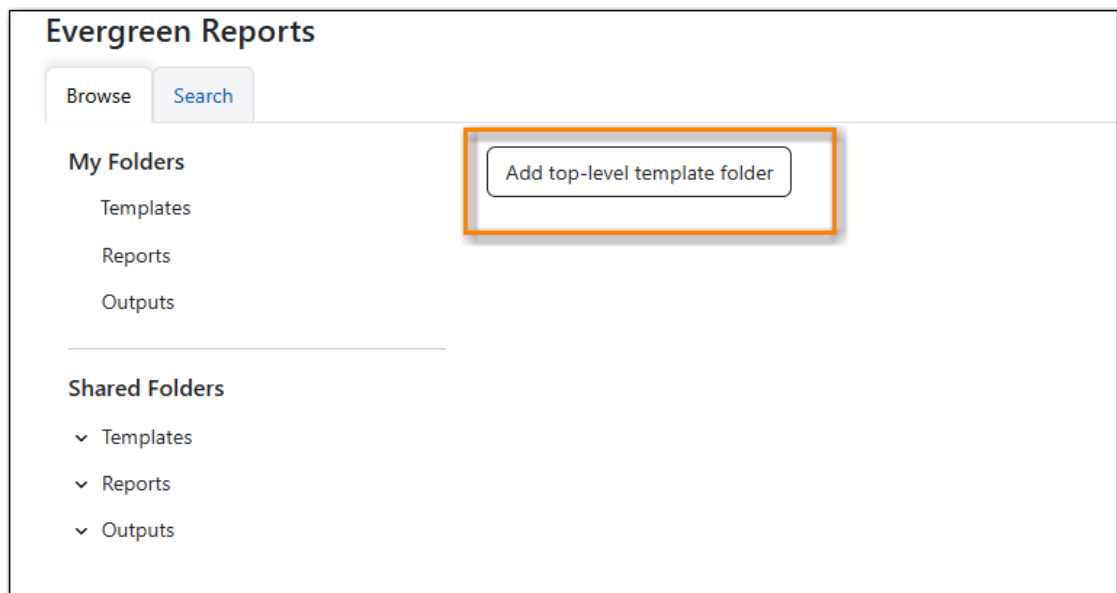 Evergreen Reports
Browse
Search
My Folders
Add top-level template folder
Templates
Reports
Outputs
Shared Folders
Templates
Reports
Outputs